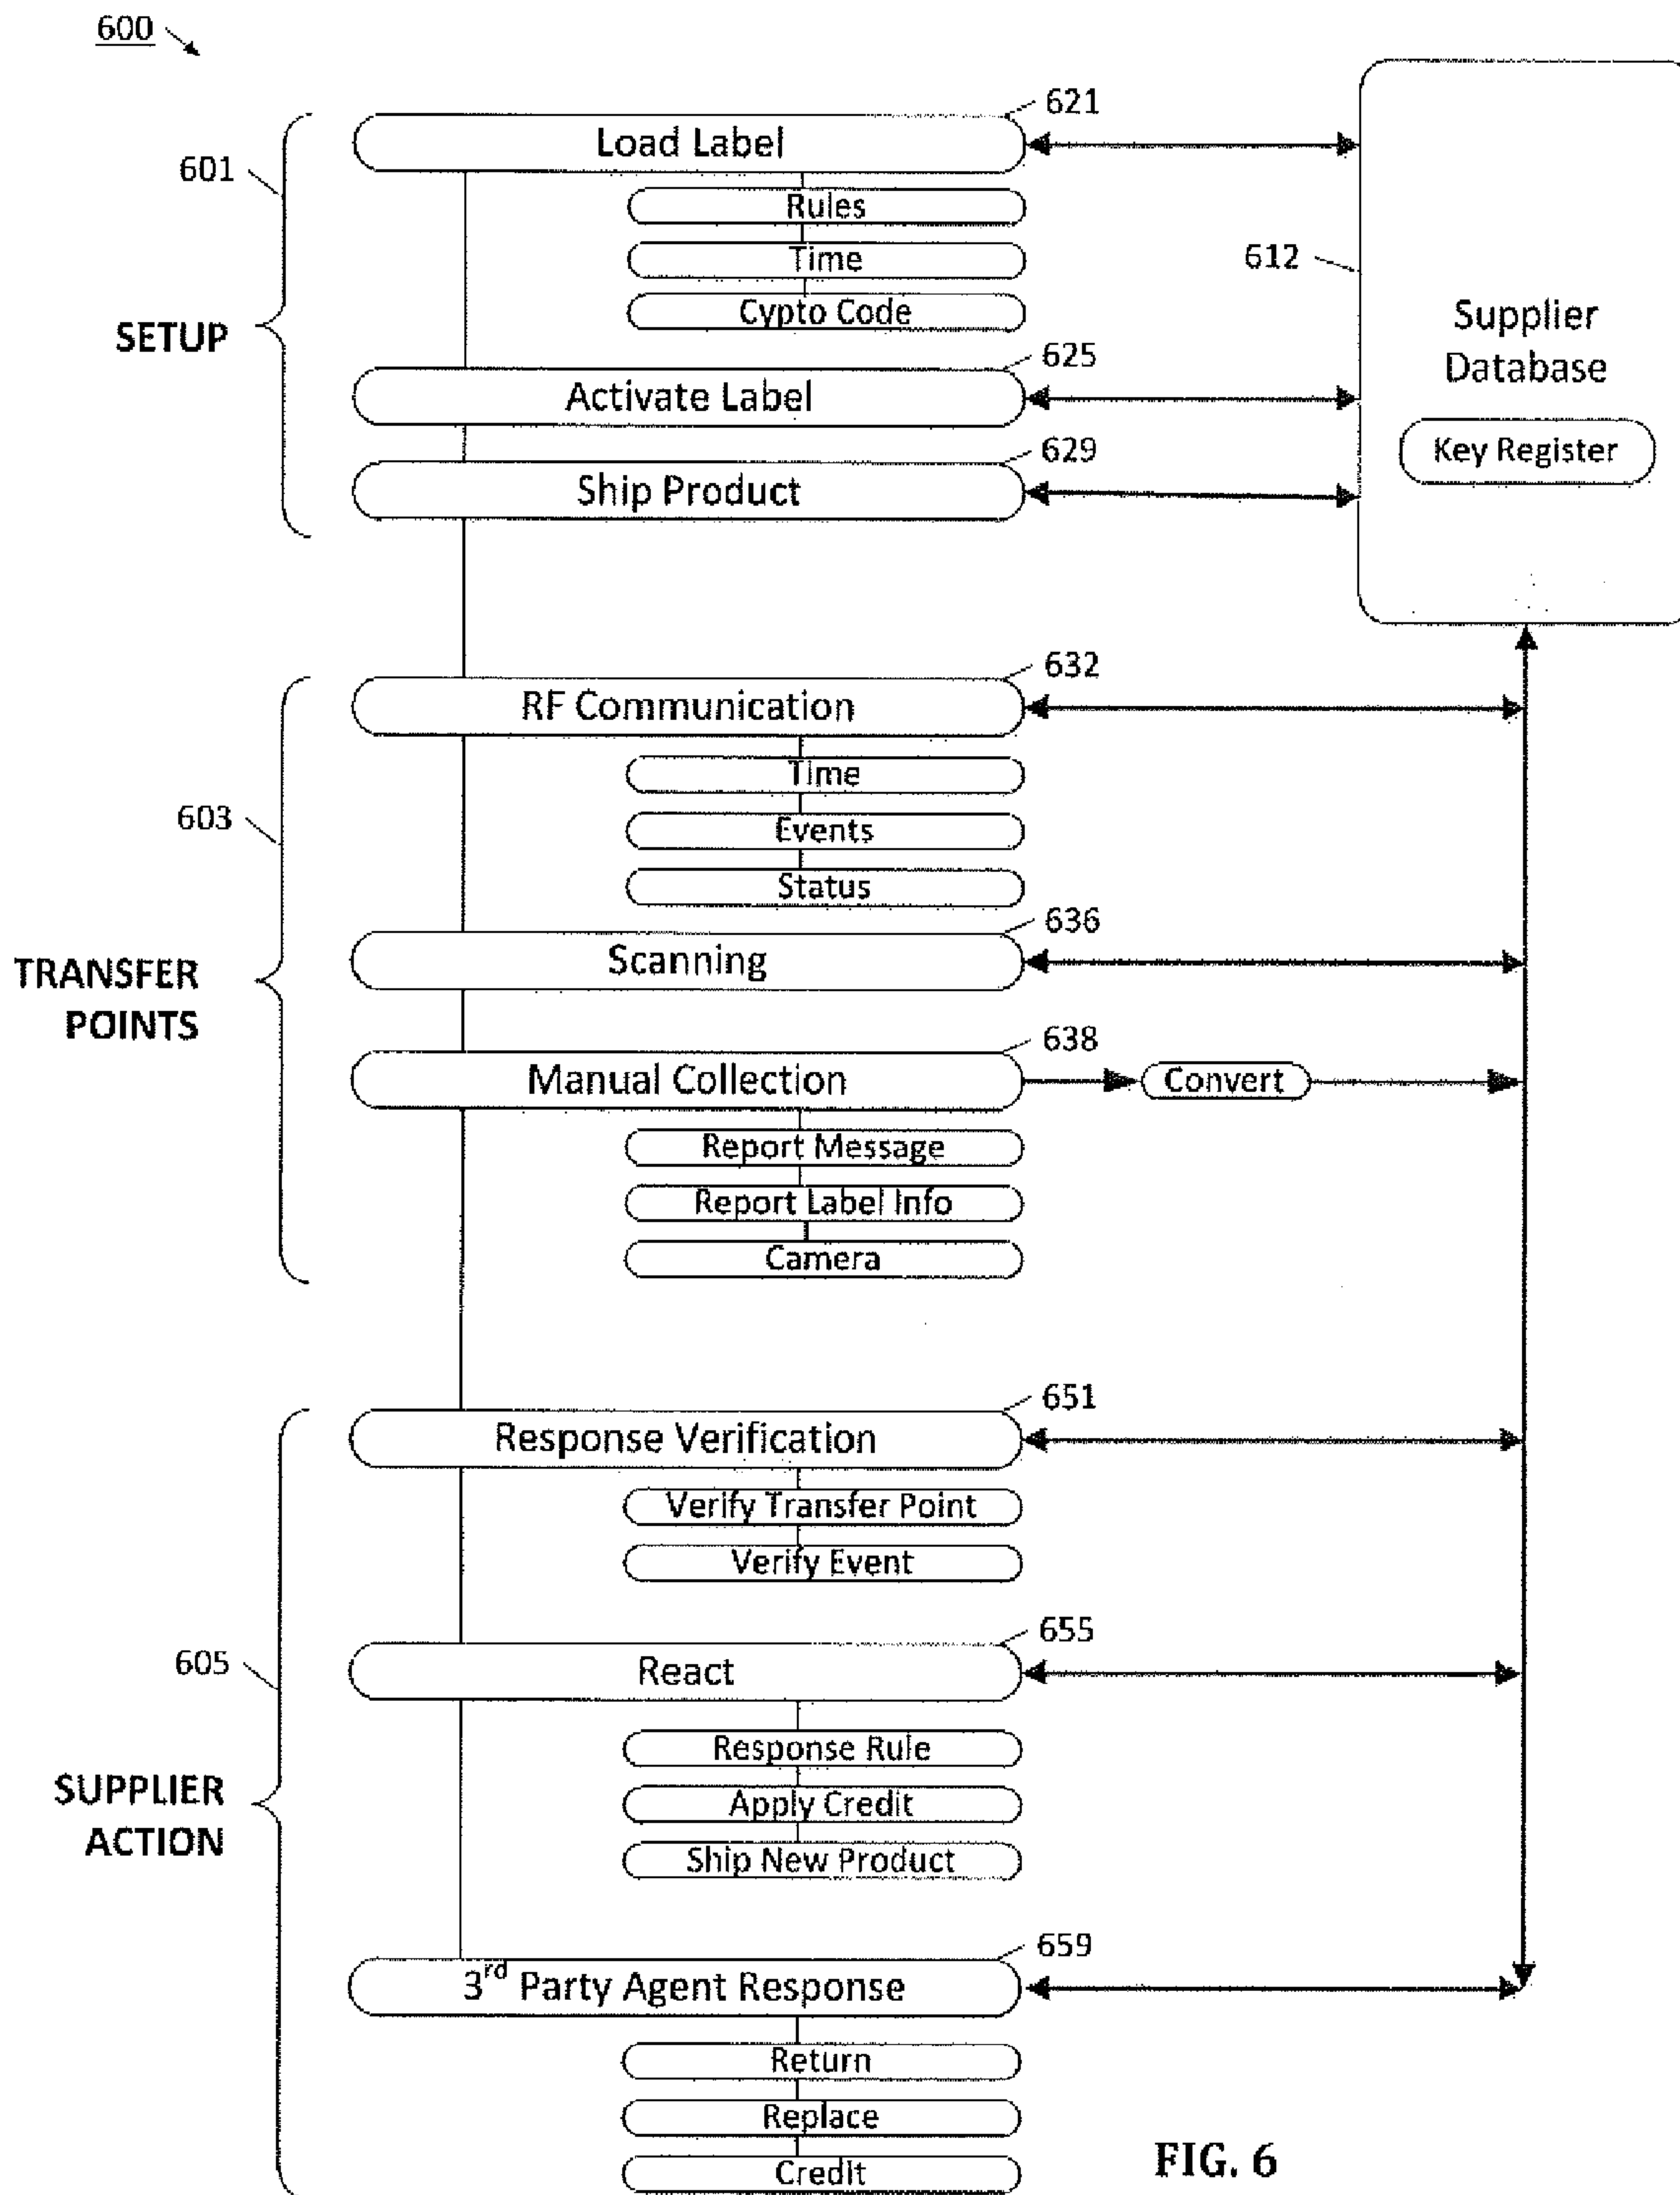 600
621
Load Label
601
Rules
Time
612
Cypto Code
Supplier
Database
SETUP
625
Activate Label
Key Register
629
Ship Product
632
RF Communication
Time
603
Events
Status
636
Scanning
TRANSFER
POINTS
638
Manual Collection
Convert
Report Message
Report Label Info
Camera
651
Response Verification
Verify Transfer Point
Verify Event
655
React
605
Response Rule
SUPPLIER
ACTION
Apply Credit
Ship New Product
659
3rd Party Agent Response
Return
Replace
Credit
FIG. 6